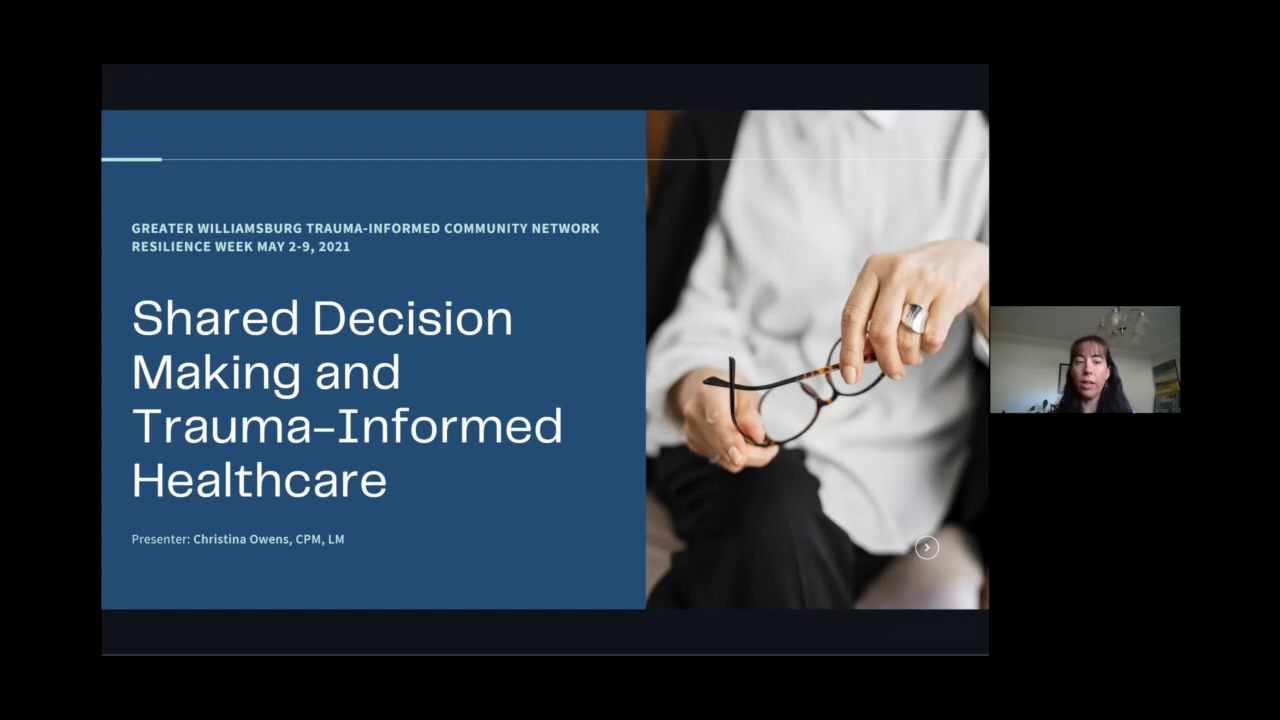 GREATER WILLIAMSBURG TRAUMA-INFORMED COMMUNITY NETWORK
RESILIENCE WEEK MAY 2-9, 2021
Shared Decision
Making and
Trauma-Informed
Healthcare
Presenter: Christina Owens, CPM, LM